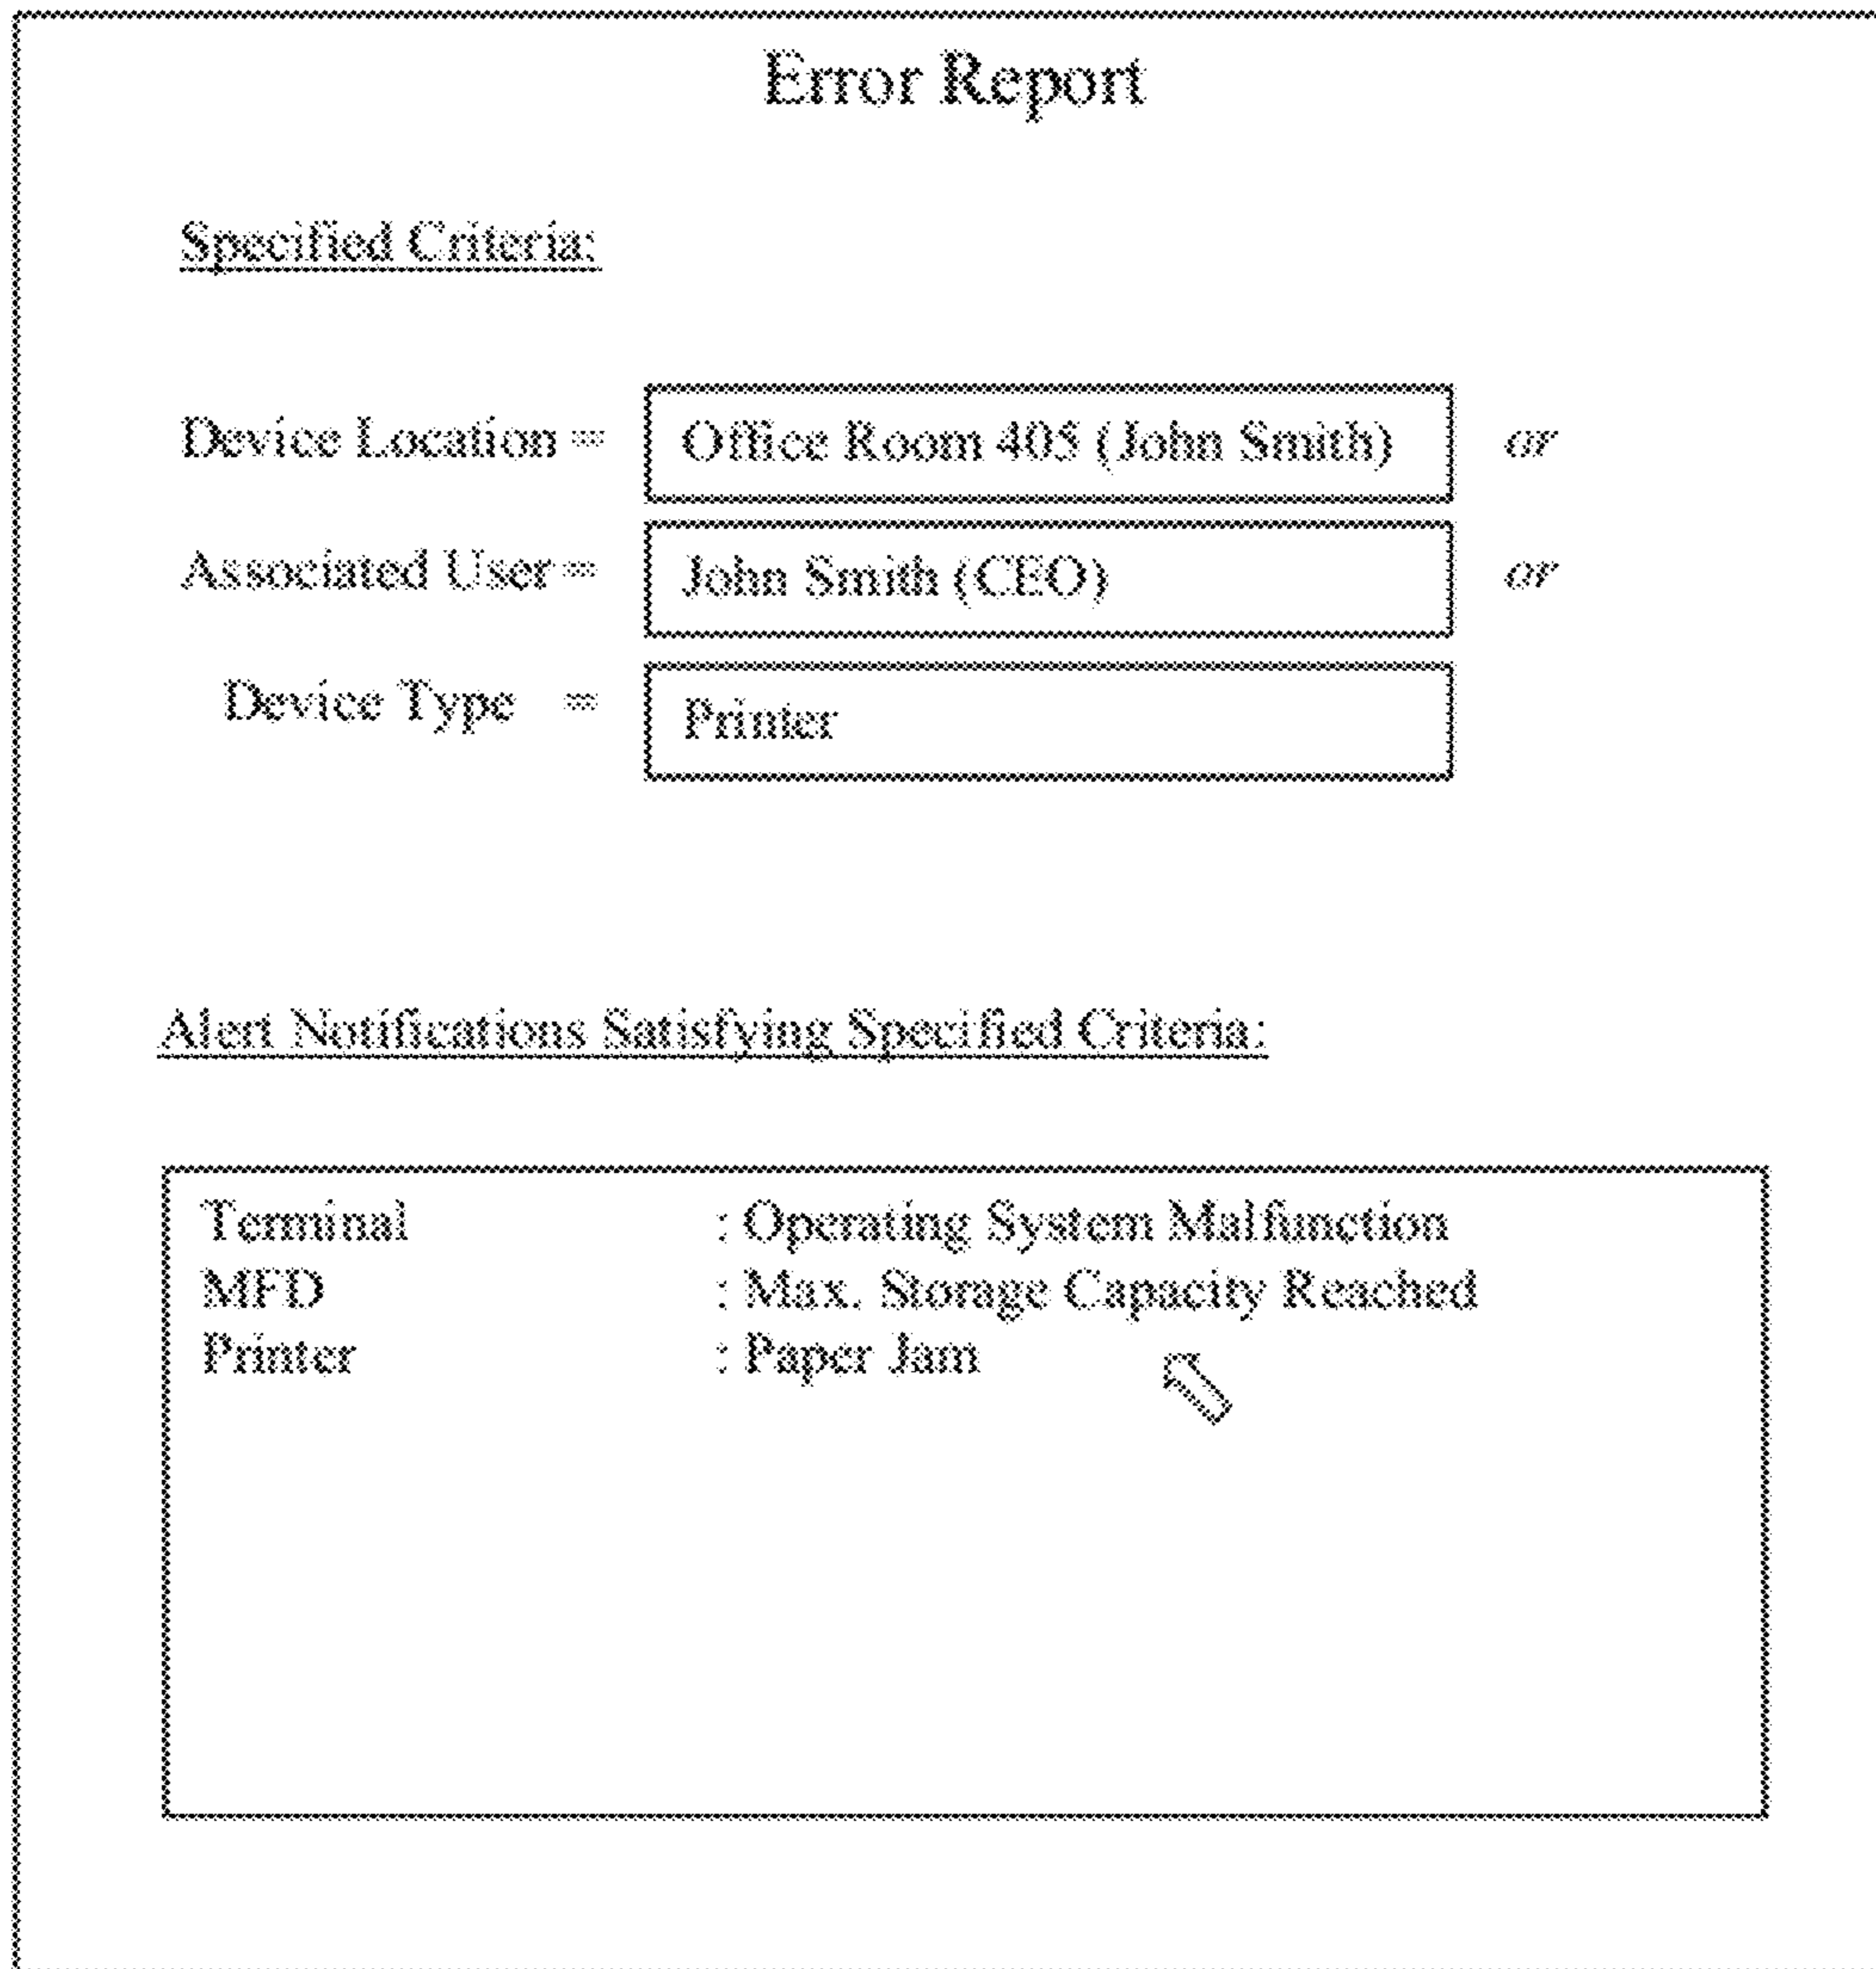 Error Report
Specified Criteria:
Device Location = Office Room 405 (John Smith) or
Associated User = John Smith (CEO) or
Device Type = Printer
Alert Notifications Satisfying Specified Criteria:
Terminal : Operating System Malfunction
MFD : Max. Storage Capacity Reached
Printer : Paper Jam